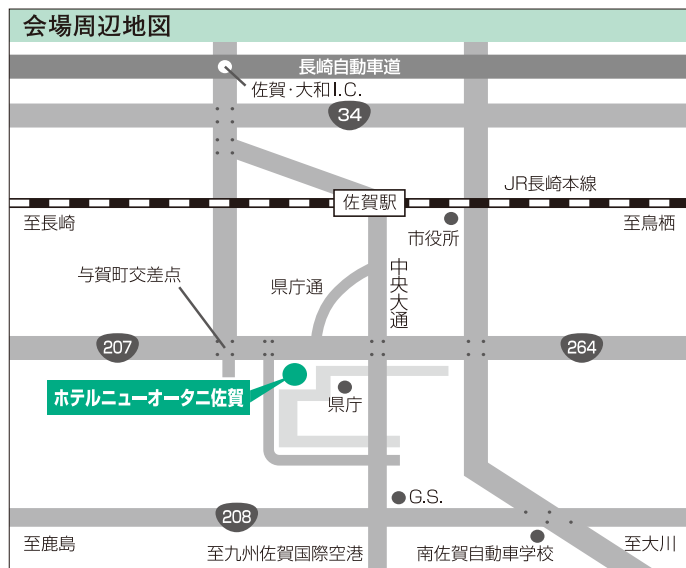 会場周辺地図
長崎自動車道
佐賀・大和I.C.
34
JR長崎本線
佐賀駅
至長崎
市役所
至鳥栖
与賀町交差点
県庁通
中央大通
207
264
ホテルニューオータニ佐賀
県庁
G.S.
208
至鹿島
至九州佐賀国際空港
南佐賀自動車学校
至大川